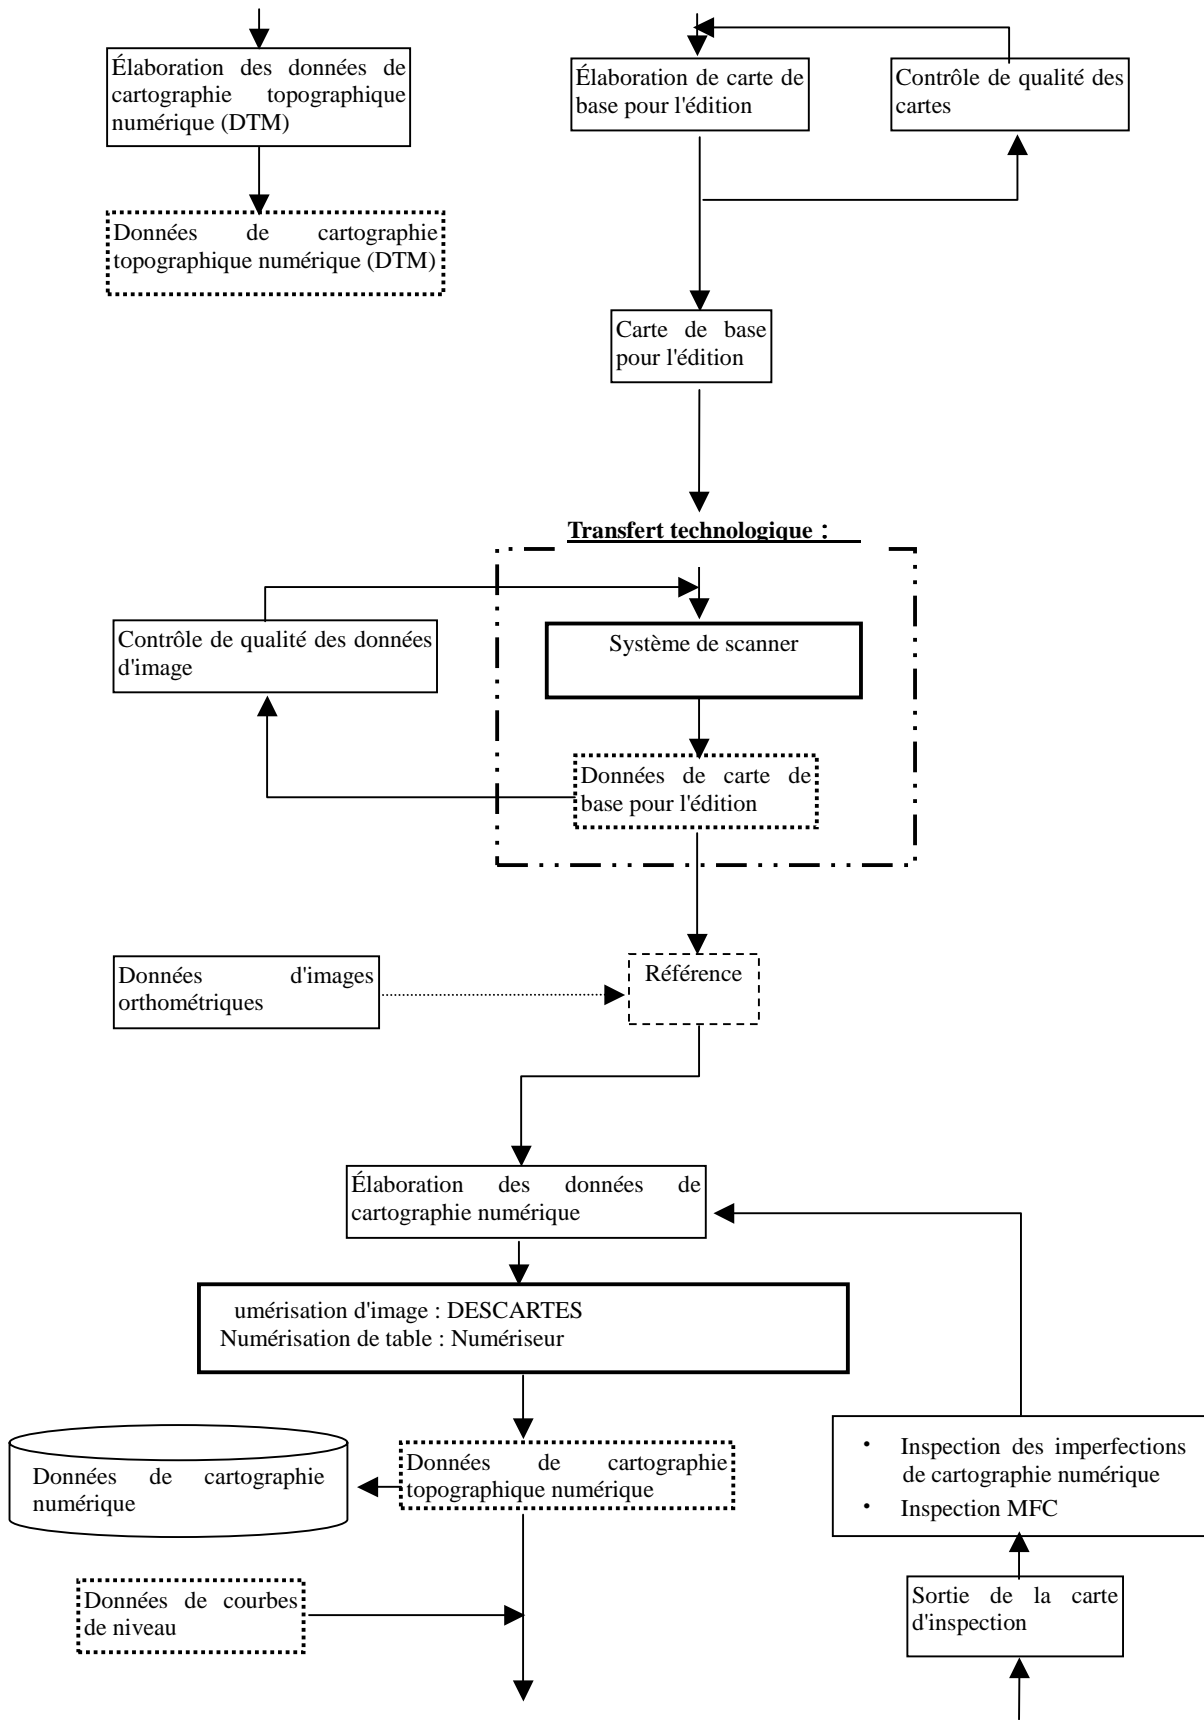 Élaboration des données de
cartographie topographique
numérique (DTM)
Élaboration de carte de
base pour l'édition
Contrôle de qualité des
cartes
Données de cartographie
topographique numérique (DTM)
Carte de base
pour l'édition
Transfert technologique :
Contrôle de qualité des données
d'image
Système de scanner
Données de carte de
base pour l'édition
Données d'images
orthométriques
Référence
Élaboration des données de
cartographie numérique
umérisation d'image : DESCARTES
Numérisation de table : Numériseur
Données de cartographie
numérique
Données de cartographie
topographique numérique
• Inspection des imperfections
de cartographie numérique
• Inspection MFC
Données de courbes
de niveau
Sortie de la carte
d'inspection